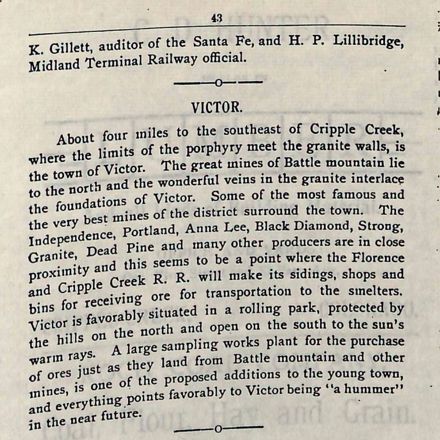 43
K. Gillett, auditor of the Santa Fe, and H. P. Lillibridge,
Midland Terminal Railway official.
VICTOR.
About four miles to the southeast of Cripple Creek,
where the limits of the porphyry meet the granite walls, is
the town of Victor. The great mines of Battle mountain lie
to the north and the wonderful veins in the granite interlace
the foundations of Victor. Some of the most famous and
the very best mines of the district surround the town. The
Independence, Portland, Anna Lee, Black Diamond, Strong,
Granite, Dead Pine and many other producers are in close
proximity and this seems to be a point where the Florence
and Cripple Creek R. R. will make its sidings, shops and
bins for receiving ore for transportation to the smelters.
Victor is favorably situated in a rolling park, protected by
the hills on the north and open on the south to the sun's
warm rays. A large sampling works plant for the purchase
of ores just as they land from Battle mountain and other
mines, is one of the proposed additions to the young town,
and everything points favorably to Victor being "a hummer"
in the near future.